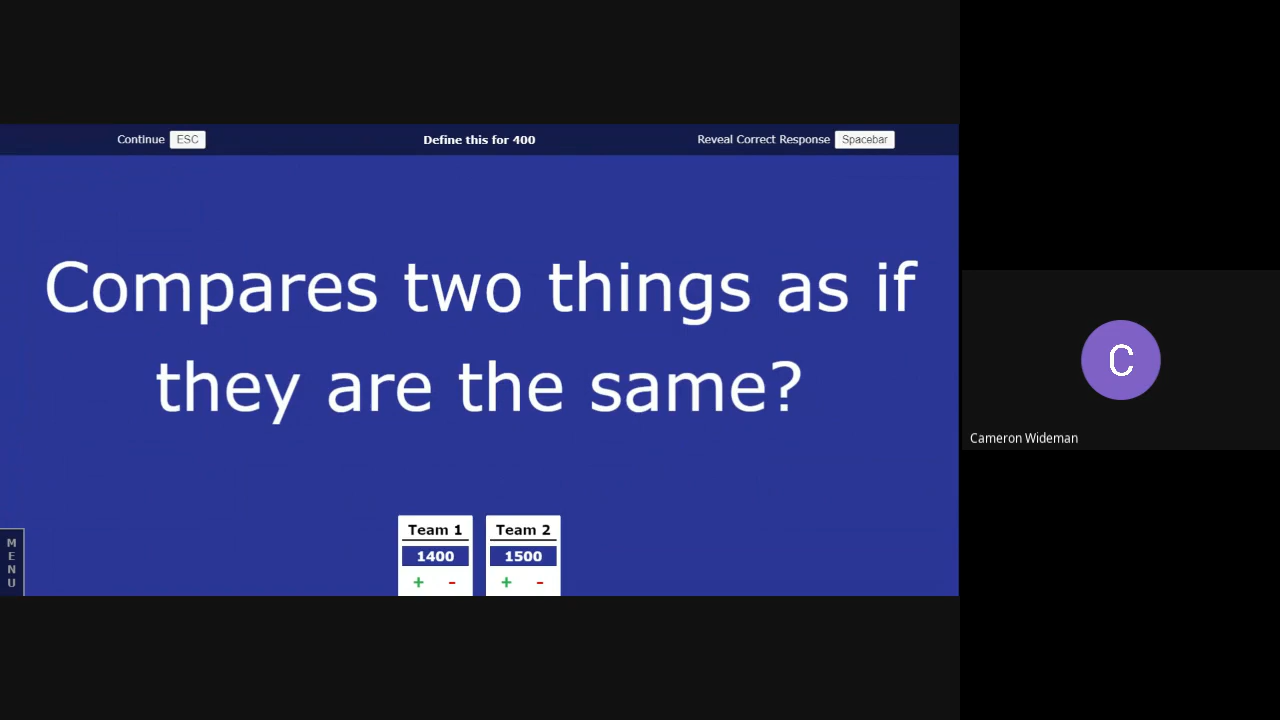 Continue ESC
Define this for 400
Reveal Correct Response Spacebar
Compares two things as if
they are the same?
C
Cameron Wideman
MENU
Team 1 Team 2
1400 1500
+ - + -